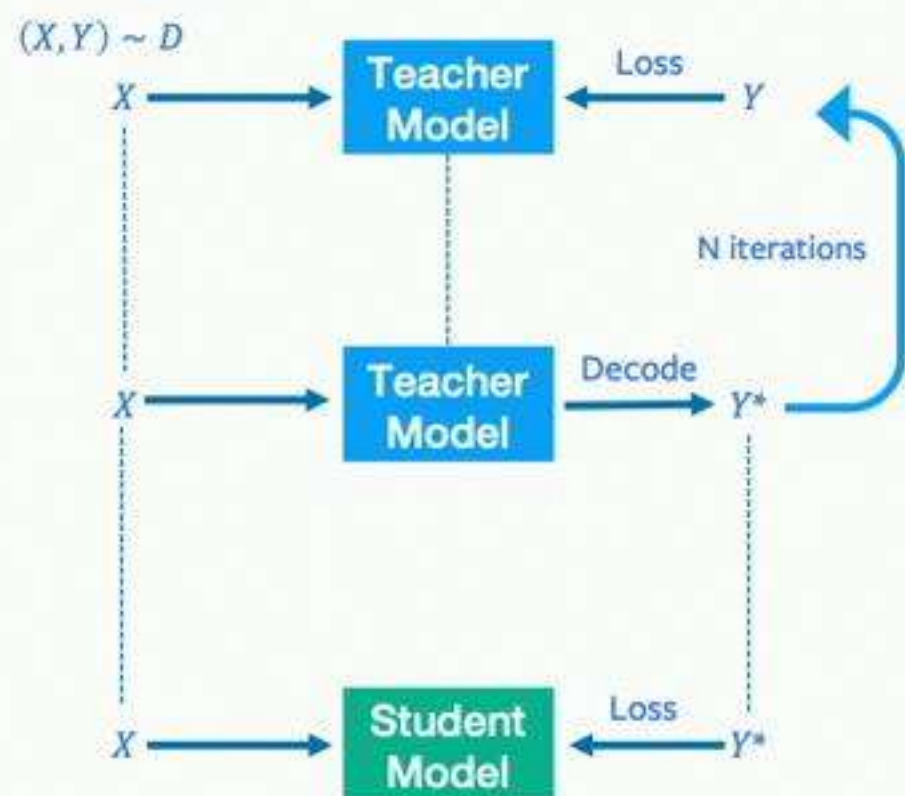 (X,Y) ~ D
X
Teacher
Model
Loss
Y
N iterations
X
Teacher
Model
Decode
Y*
X
Student
Model
Loss
Y*